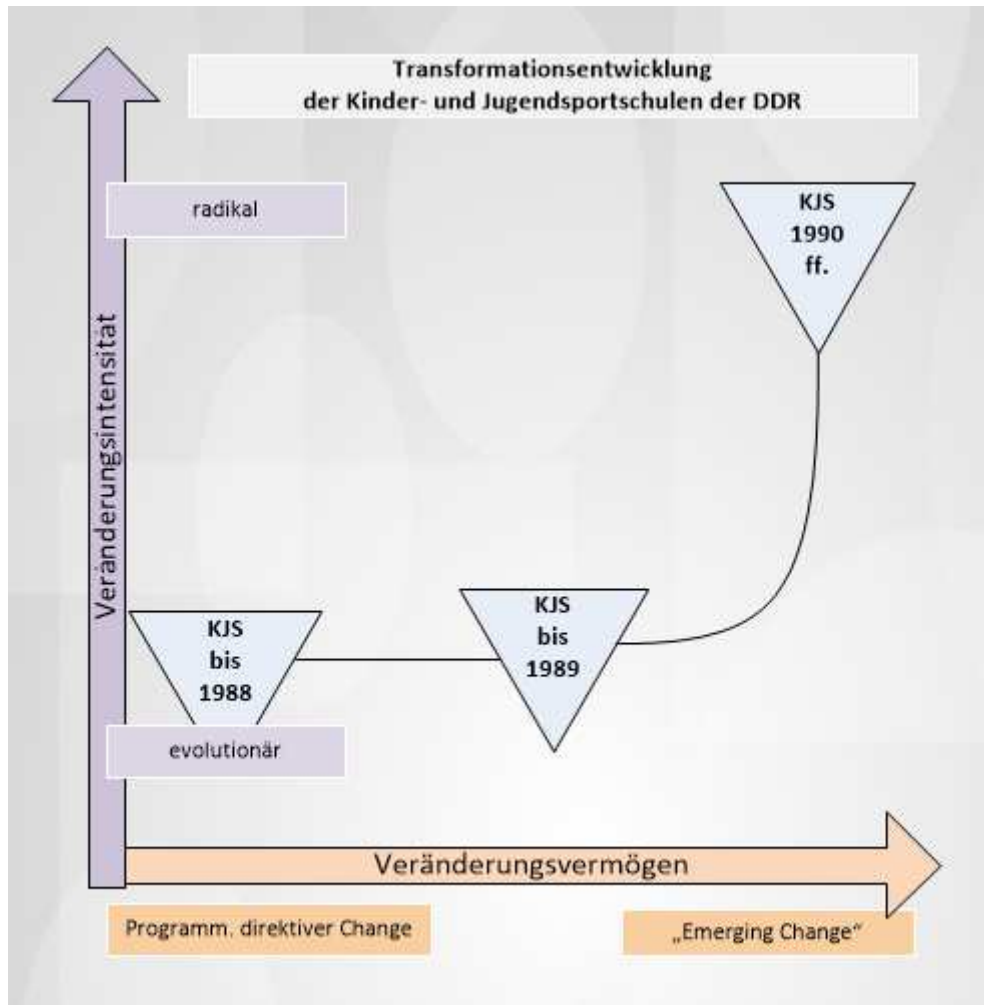 Transformationsentwicklung
der Kinder- und Jugendsportschulen der DDR
radikal
KJS
1990
ff.
Veränderungsintensität
KJS
bis
1988
KJS
bis
1989
evolutionär
Veränderungsvermögen
Programm. direktiver Change
„Emerging Change“